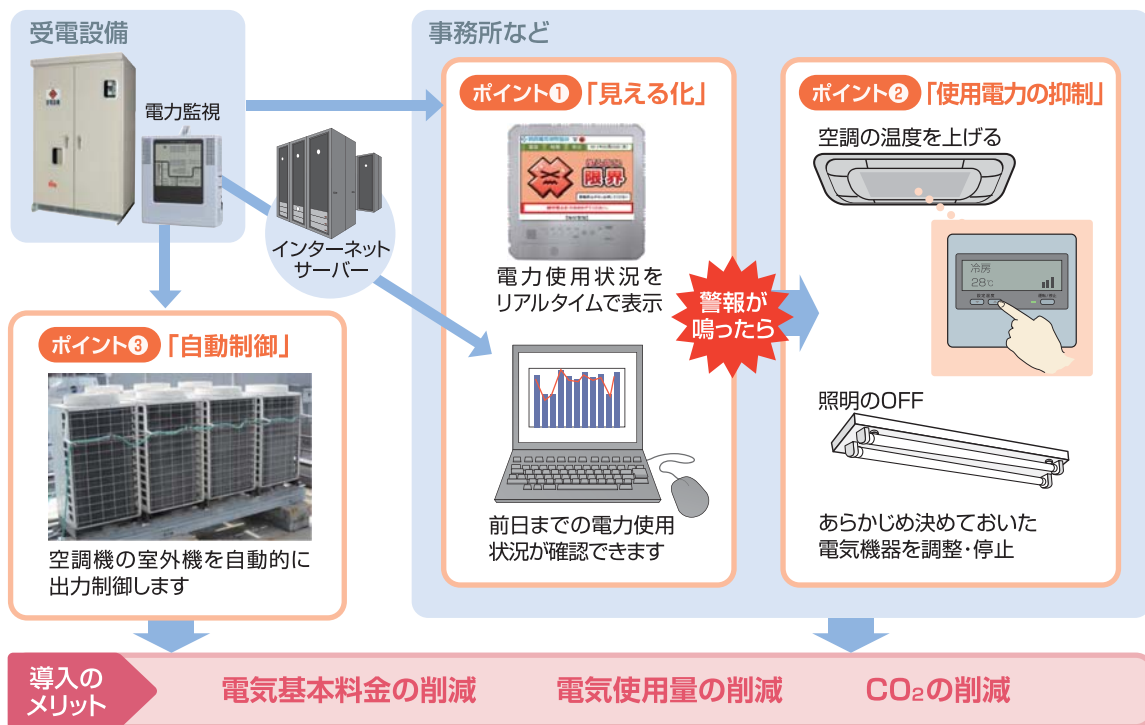 受電設備
電力監視
インターネット
サーバー
事務所など
ポイント❶「見える化」
限界
電力使用状況を
リアルタイムで表示
前日までの電力使用
状況が確認できます
警報が
鳴ったら
ポイント❷「使用電力の抑制」
空調の温度を上げる
冷房
28℃
照明のOFF
あらかじめ決めておいた
電気機器を調整・停止
ポイント❸「自動制御」
空調機の室外機を自動的に
出力制御します
導入の
メリット
電気基本料金の削減
電気使用量の削減
CO₂の削減